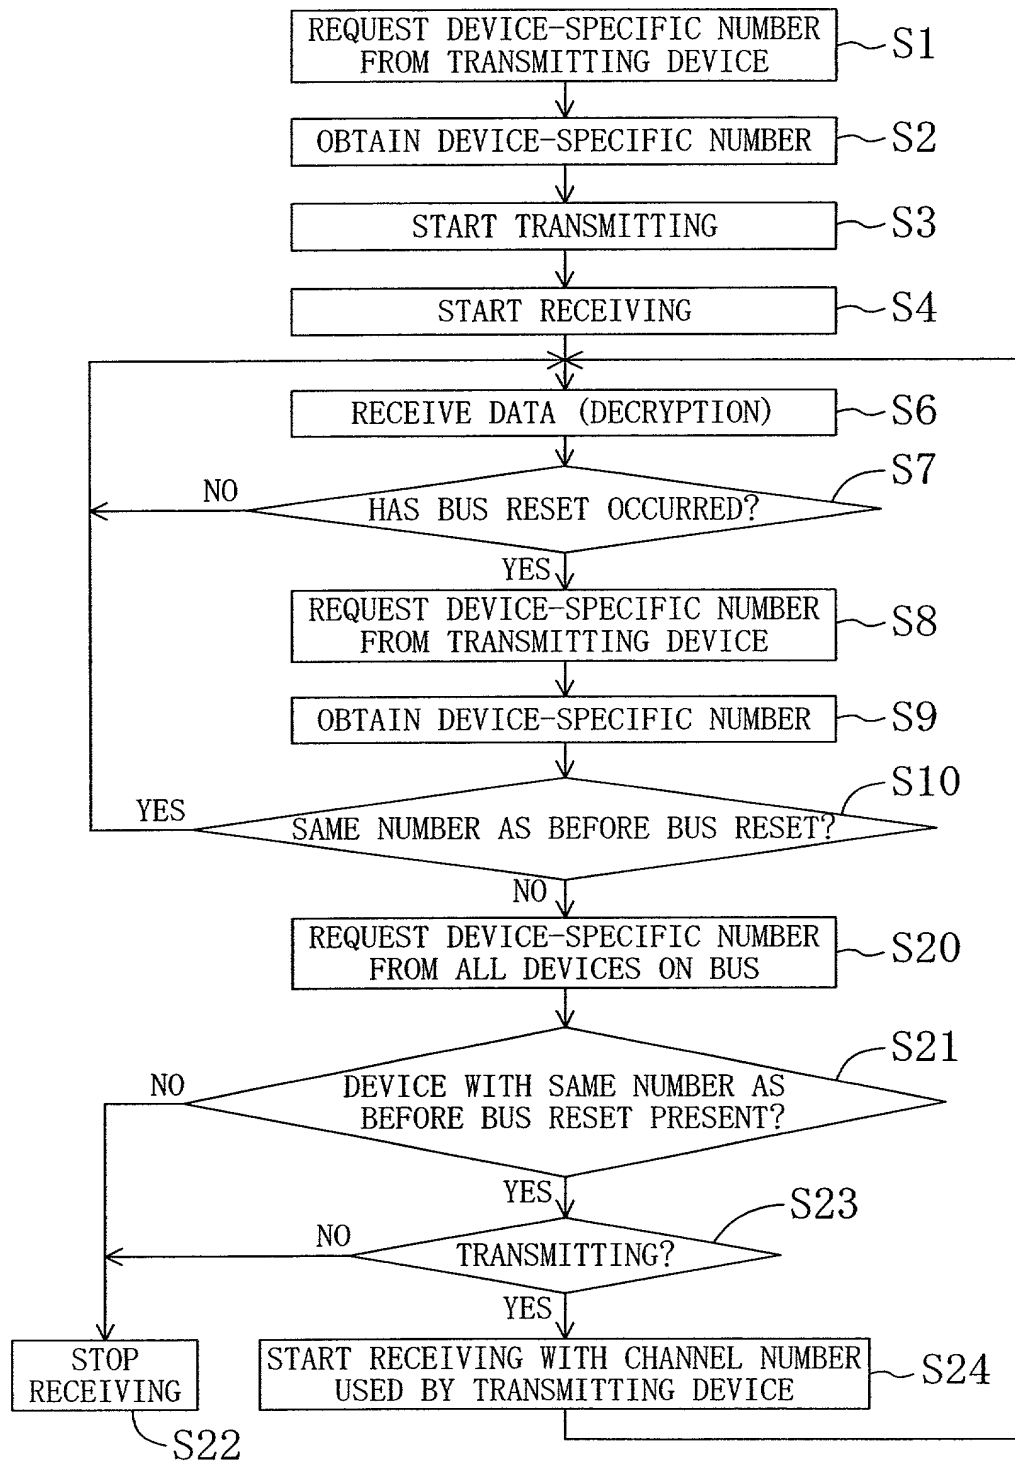 REQUEST DEVICE-SPECIFIC NUMBER
FROM TRANSMITTING DEVICE
S1
OBTAIN DEVICE-SPECIFIC NUMBER
S2
START TRANSMITTING
S3
START RECEIVING
S4
RECEIVE DATA (DECRYPTION)
S6
S7
NO
HAS BUS RESET OCCURRED?
YES
REQUEST DEVICE-SPECIFIC NUMBER
FROM TRANSMITTING DEVICE
S8
OBTAIN DEVICE-SPECIFIC NUMBER
S9
S10
YES
SAME NUMBER AS BEFORE BUS RESET?
NO
REQUEST DEVICE-SPECIFIC NUMBER
FROM ALL DEVICES ON BUS
S20
S21
NO
DEVICE WITH SAME NUMBER AS
BEFORE BUS RESET PRESENT?
YES
S23
NO
TRANSMITTING?
YES
STOP
RECEIVING
S22
START RECEIVING WITH CHANNEL NUMBER
USED BY TRANSMITTING DEVICE
S24